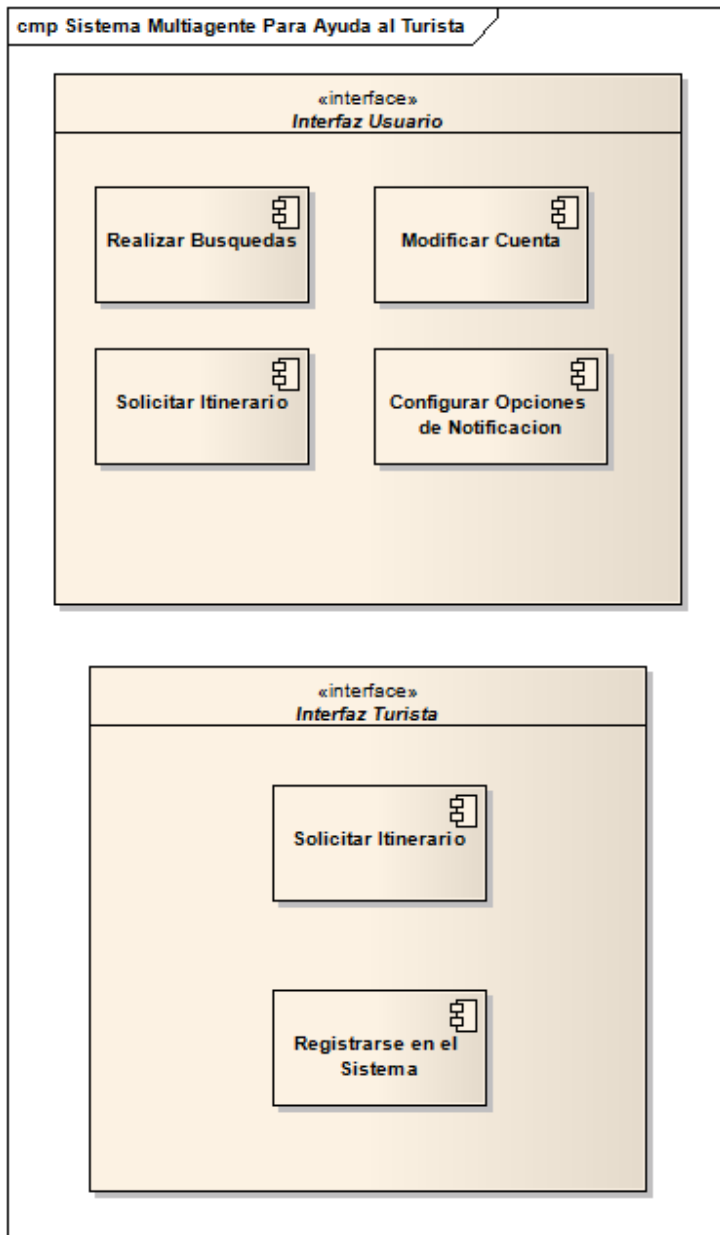 cmp Sistema Multiagente Para Ayuda al Turista
«interface»
Interfaz Usuario
Realizar Busquedas
Modificar Cuenta
Solicitar Itinerario
Configurar Opciones
de Notificacion
«interface»
Interfaz Turista
Solicitar Itinerario
Registrarse en el
Sistema